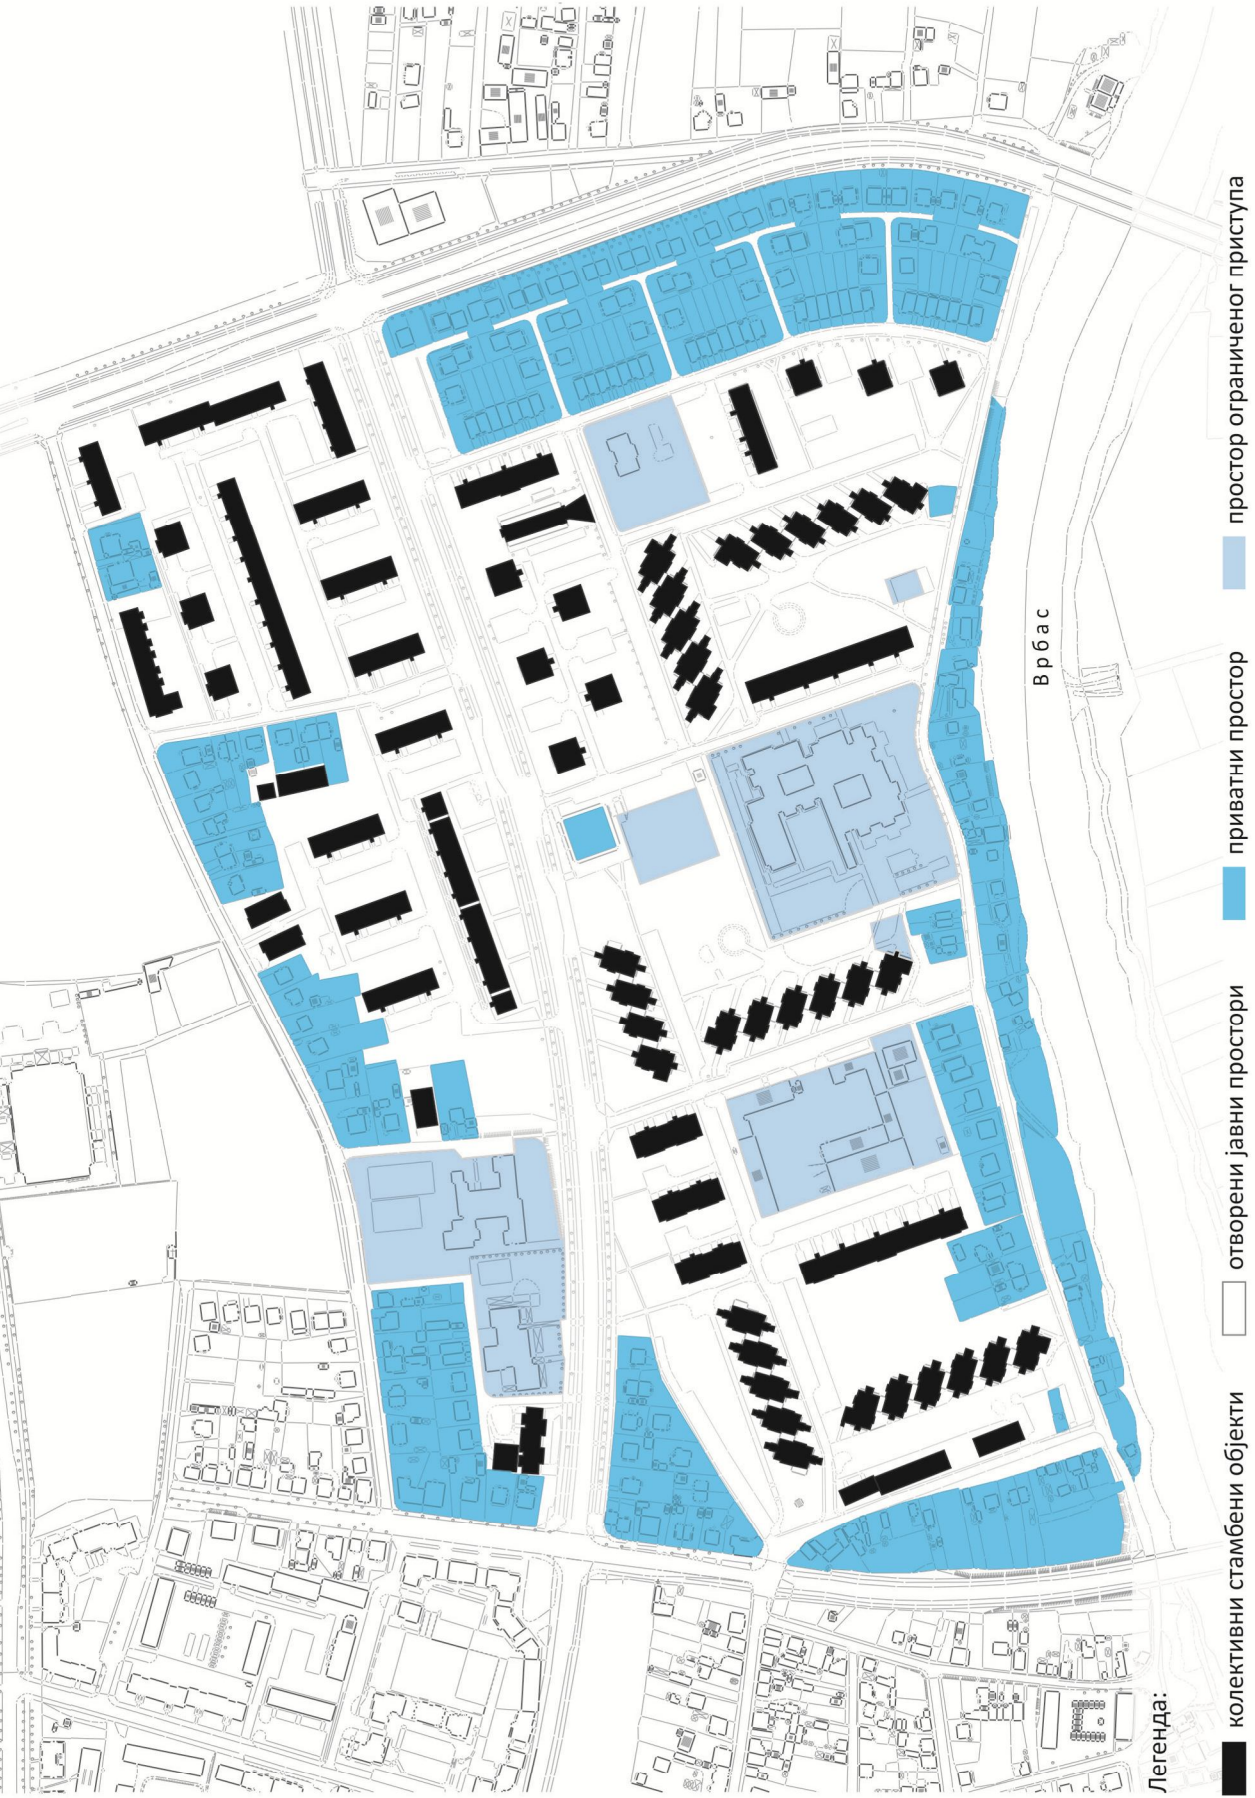 Врбас
Легенда:
колективни стамбени објекти
отворени јавни простори
приватни простор
простор ограниченог приступа